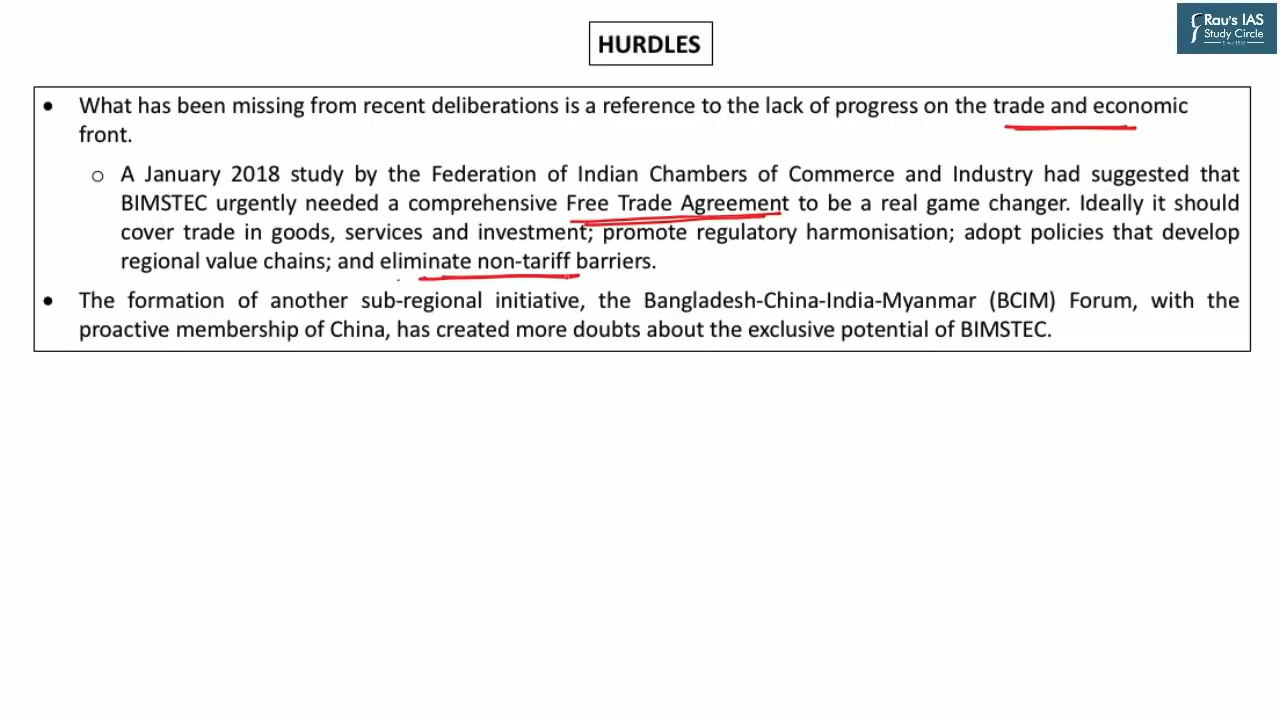 Rau's IAS
Study Circle
Since 1953
HURDLES
• What has been missing from recent deliberations is a reference to the lack of progress on the trade and economic
front.
o A January 2018 study by the Federation of Indian Chambers of Commerce and Industry had suggested that
BIMSTEC urgently needed a comprehensive Free Trade Agreement to be a real game changer. Ideally it should
cover trade in goods, services and investment; promote regulatory harmonisation; adopt policies that develop
regional value chains; and eliminate non-tariff barriers.
• The formation of another sub-regional initiative, the Bangladesh-China-India-Myanmar (BCIM) Forum, with the
proactive membership of China, has created more doubts about the exclusive potential of BIMSTEC.